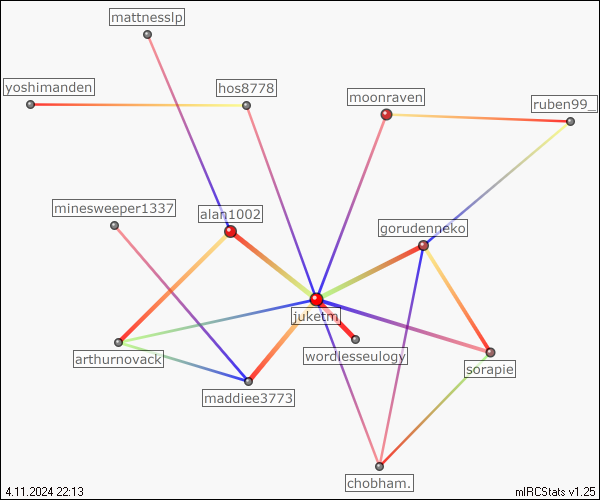 mattnesslp
yoshimanden
hos8778
moonraven
ruben99_
minesweeper1337
alan1002
gorudenneko
juketm
arthurnovack
wordlesseulogy
sorapie
maddiee3773
chobham.
4.11.2024 22:13
mIRCStats v1.25